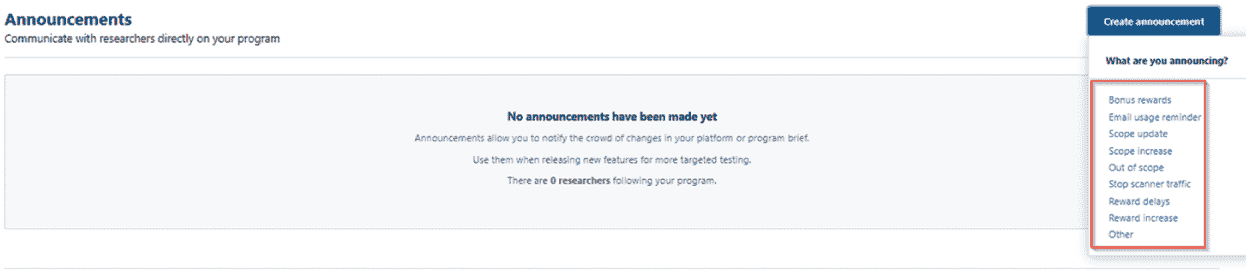 Announcements
Communicate with researchers directly on your program
Create announcement
What are you announcing?
No announcements have been made yet
Announcements allow you to notify the crowd of changes in your platform or program brief.
Use them when releasing new features for more targeted testing.
There are 0 researchers following your program.
Bonus rewards
Email usage reminder
Scope update
Scope increase
Out of scope
Stop scanner traffic
Reward delays
Reward increase
Other